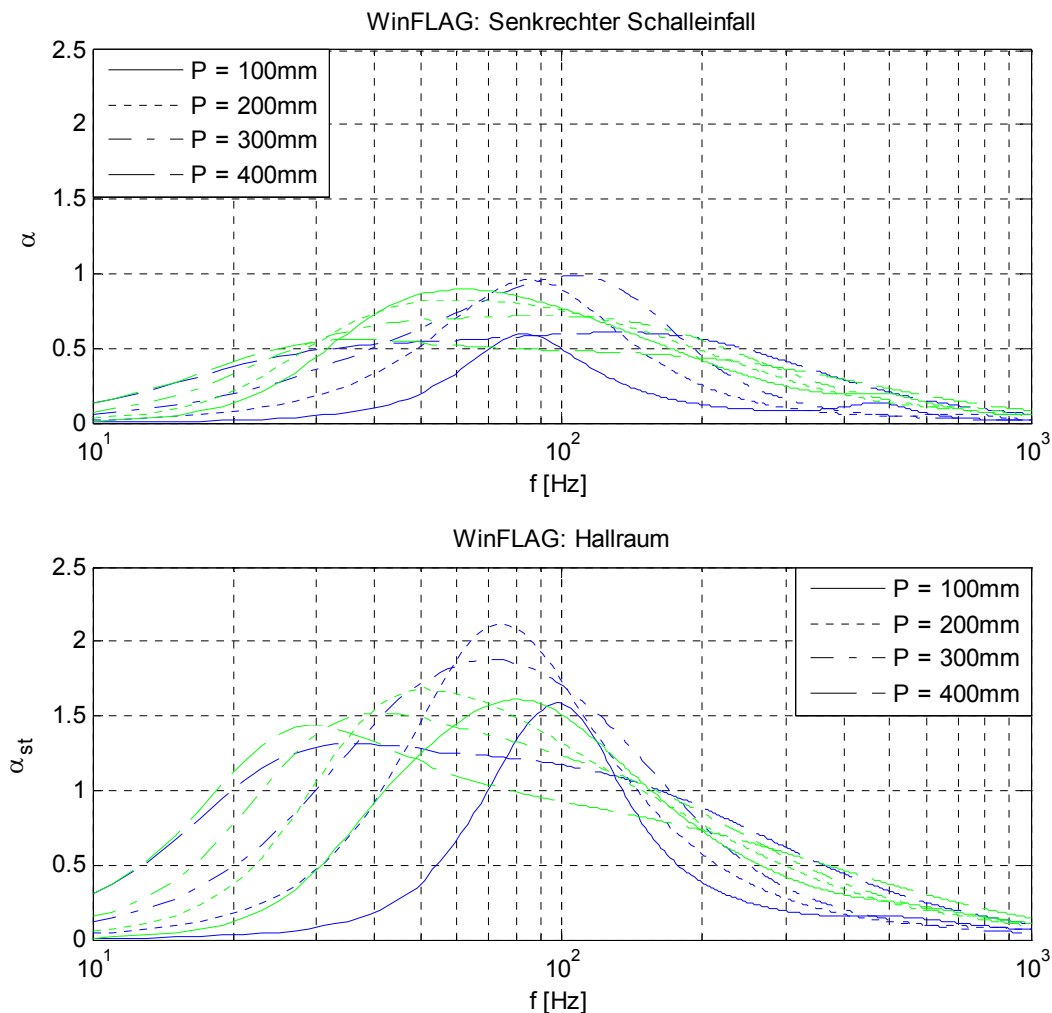 WinFLAG: Senkrechter Schalleinfall
2.5
2
1.5
1
0.5
0
α
P = 100mm
P = 200mm
P = 300mm
P = 400mm
10^1
10^2
10^3
f [Hz]
WinFLAG: Hallraum
2.5
2
1.5
1
0.5
0
α_st
P = 100mm
P = 200mm
P = 300mm
P = 400mm
10^1
10^2
10^3
f [Hz]